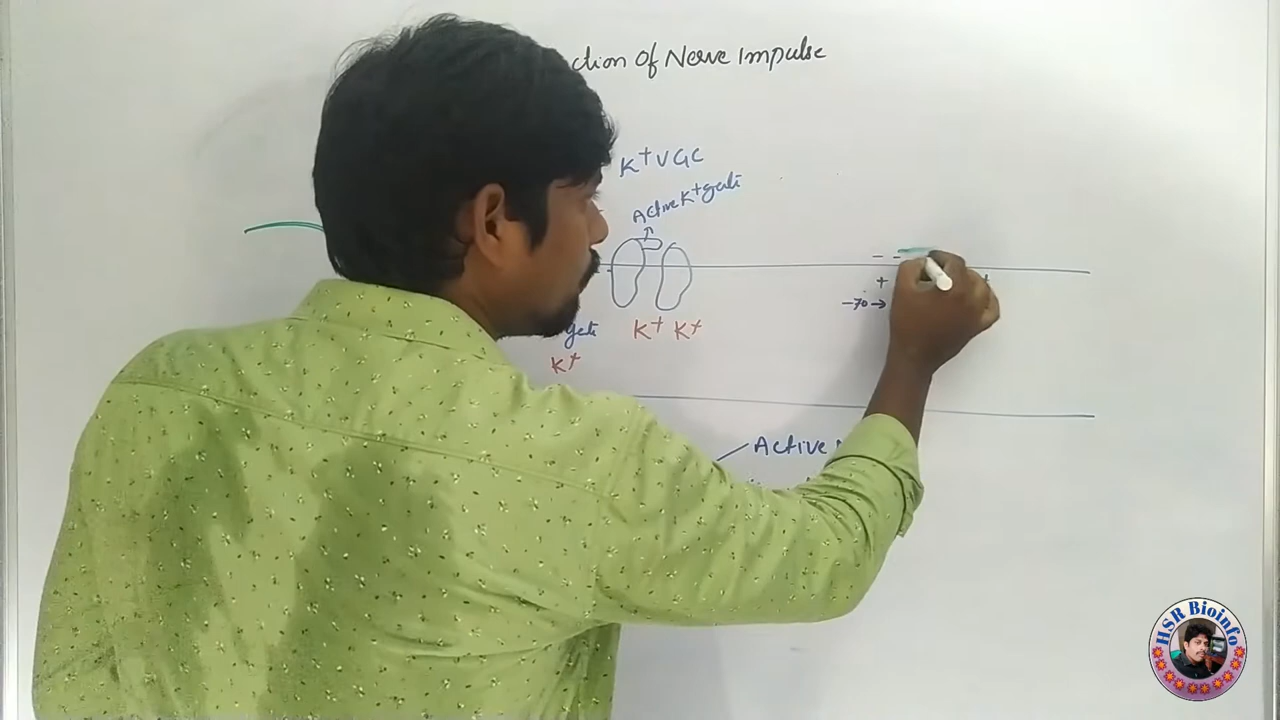 ction Of Nerve Impulse
K+ VGC
Active K+ gate
- -
+ +
-70 →
gate
K+ K+
K+
Active
HSR Bioinfo